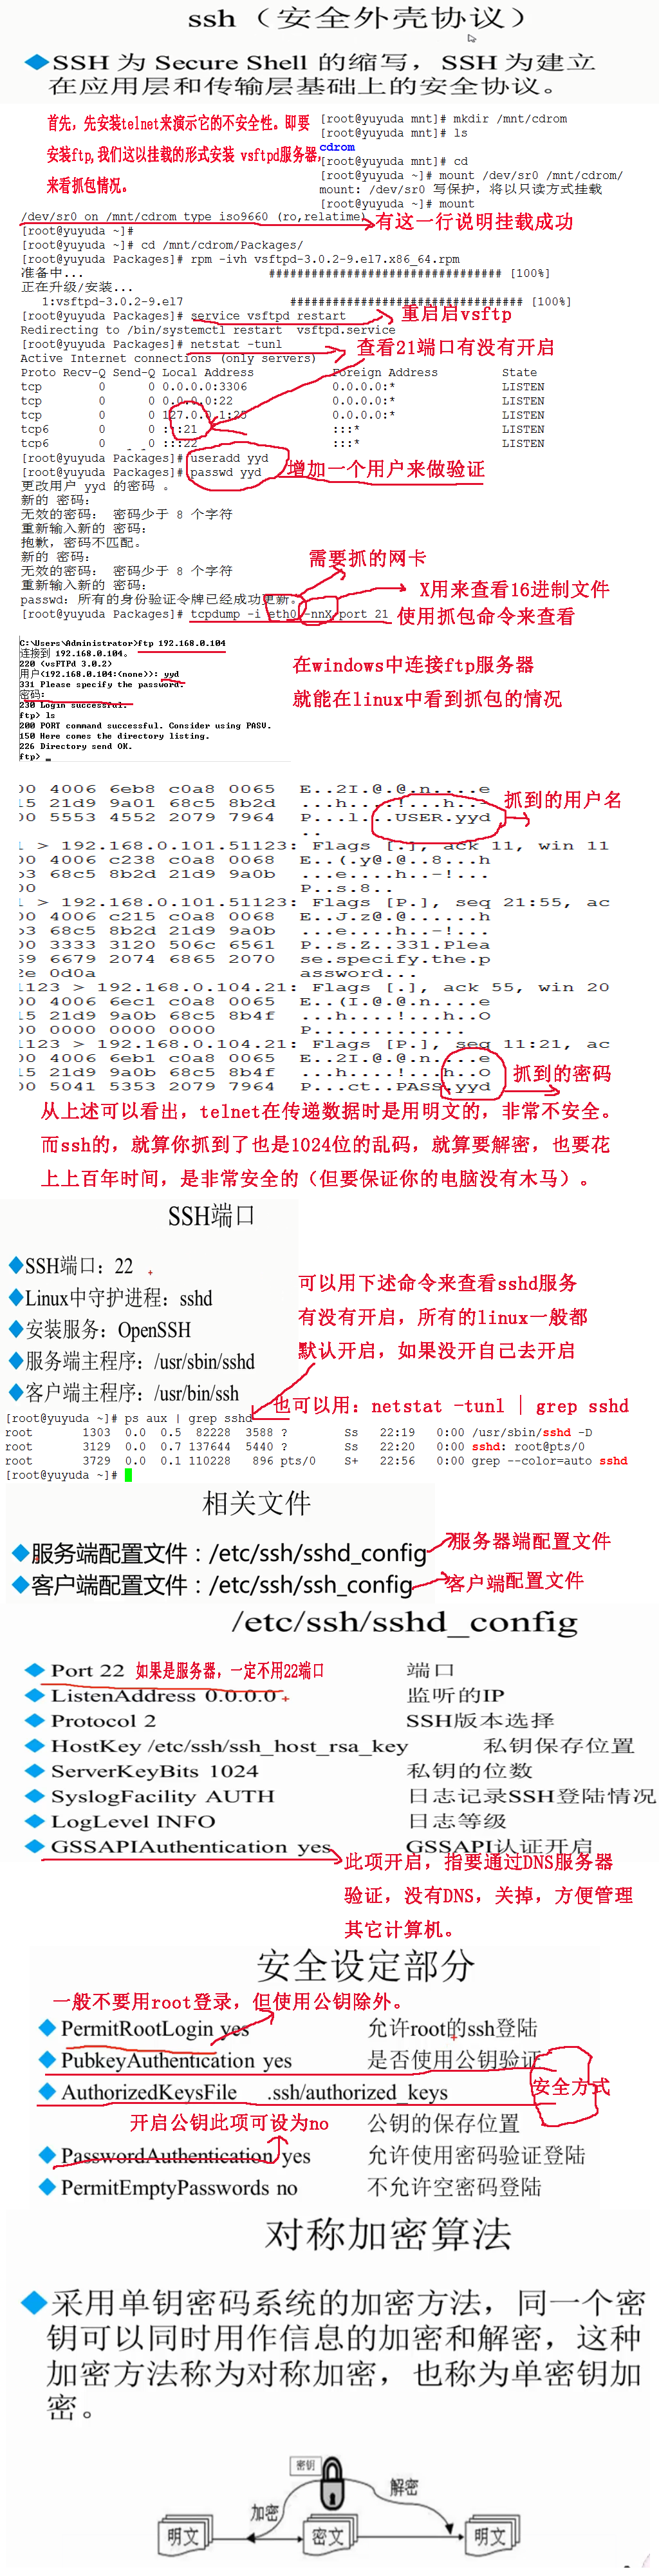 ssh（安全外壳协议）
SSH 为 Secure Shell 的缩写，SSH 为建立
在应用层和传输层基础上的安全协议。
首先，先安装telnet来演示它的不安全性。即要
安装ftp,我们这以挂载的形式安装 vsftpd服务器,
来看抓包情况。
[root@yuyuda mnt]# mkdir /mnt/cdrom
[root@yuyuda mnt]# ls
cdrom
[root@yuyuda mnt]# cd
[root@yuyuda ~]# mount /dev/sr0 /mnt/cdrom/
mount: /dev/sr0 写保护，将以只读方式挂载
[root@yuyuda ~]# mount
/dev/sr0 on /mnt/cdrom type iso9660 (ro,relatime) 有这一行说明挂载成功
[root@yuyuda ~]#
[root@yuyuda ~]# cd /mnt/cdrom/Packages/
[root@yuyuda Packages]# rpm -ivh vsftpd-3.0.2-9.el7.x86_64.rpm
准备中... ################################# [100%]
正在升级/安装...
1:vsftpd-3.0.2-9.el7 ################################# [100%]
[root@yuyuda Packages]# service vsftpd restart 重启启vsftp
Redirecting to /bin/systemctl restart vsftpd.service
[root@yuyuda Packages]# netstat -tunl 查看21端口有没有开启
Active Internet connections (only servers)
Proto Recv-Q Send-Q Local Address Foreign Address State
tcp 0 0 0.0.0.0:3306 0.0.0.0:* LISTEN
tcp 0 0 0.0.0.0:22 0.0.0.0:* LISTEN
tcp 0 0 127.0.0.1:25 0.0.0.0:* LISTEN
tcp6 0 0 :::21 :::* LISTEN
tcp6 0 0 :::22 :::* LISTEN
[root@yuyuda Packages]# useradd yyd
[root@yuyuda Packages]# passwd yyd 增加一个用户来做验证
更改用户 yyd 的密码 。
新的 密码：
无效的密码： 密码少于 8 个字符
重新输入新的 密码：
抱歉，密码不匹配。
新的 密码：
无效的密码： 密码少于 8 个字符
重新输入新的 密码：
passwd：所有的身份验证令牌已经成功更新。
需要抓的网卡
X用来查看16进制文件
[root@yuyuda Packages]# tcpdump -i eth0 -nnX port 21 使用抓包命令来查看
C:\Users\Administrator>ftp 192.168.0.104
连接到 192.168.0.104。
220 (vsFTPd 3.0.2)
用户(192.168.0.104:(none)): yyd
331 Please specify the password.
密码:
230 Login successful.
ftp> ls
200 PORT command successful. Consider using PASV.
150 Here comes the directory listing.
226 Directory send OK.
ftp>
在windows中连接ftp服务器
就能在linux中看到抓包的情况
00 4006 6eb8 c0a8 0065 E..2I.@.@.n....e
15 21d9 9a01 68c5 8b2d ...h....!...h..-
00 5553 4552 2079 7964 P...l...USER.yyd
..
抓到的用户名
1 > 192.168.0.101.51123: Flags [.], ack 11, win 11
00 4006 c238 c0a8 0068 E..(.y@.@..8...h
b3 68c5 8b2d 21d9 9a0b ...e....h..-!...
00 P..s.8..
1 > 192.168.0.101.51123: Flags [P.], seq 21:55, ac
00 4006 c215 c0a8 0068 E..J.z@.@......h
b3 68c5 8b2d 21d9 9a0b ...e....h..-!...
00 3333 3120 506c 6561 P..s.Z..331.Plea
69 6679 2074 6865 2070 se.specify.the.p
2e 0d0a assword...
1123 > 192.168.0.104.21: Flags [.], ack 55, win 20
00 4006 6ec1 c0a8 0065 E..(I.@.@.n....e
15 21d9 9a0b 68c5 8b4f ...h....!...h..O
00 0000 0000 0000 P.............
1123 > 192.168.0.104.21: Flags [P.], seq 11:21, ac
00 4006 6eb1 c0a8 0065 E..2I.@.@.n....e
15 21d9 9a0b 68c5 8b4f ...h....!...h..O
00 5041 5353 2079 7964 P...ct..PASS.yyd
抓到的密码
从上述可以看出，telnet在传递数据时是用明文的，非常不安全。
而ssh的，就算你抓到了也是1024位的乱码，就算要解密，也要花
上上百年时间，是非常安全的（但要保证你的电脑没有木马）。
SSH端口
SSH端口：22
Linux中守护进程：sshd
安装服务：OpenSSH
服务端主程序：/usr/sbin/sshd
客户端主程序：/usr/bin/ssh
可以用下述命令来查看sshd服务
有没有开启，所有的linux一般都
默认开启，如果没开自己去开启
也可以用：netstat -tunl | grep sshd
[root@yuyuda ~]# ps aux | grep sshd
root 1303 0.0 0.5 82228 3588 ? Ss 22:19 0:00 /usr/sbin/sshd -D
root 3129 0.0 0.7 137644 5440 ? Ss 22:20 0:00 sshd: root@pts/0
root 3729 0.0 0.1 110228 896 pts/0 S+ 22:56 0:00 grep --color=auto sshd
[root@yuyuda ~]#
相关文件
服务端配置文件：/etc/ssh/sshd_config 服务器端配置文件
客户端配置文件：/etc/ssh/ssh_config 客户端配置文件
/etc/ssh/sshd_config
Port 22 如果是服务器，一定不用22端口 端口
ListenAddress 0.0.0.0 监听的IP
Protocol 2 SSH版本选择
HostKey /etc/ssh/ssh_host_rsa_key 私钥保存位置
ServerKeyBits 1024 私钥的位数
SyslogFacility AUTH 日志记录SSH登陆情况
LogLevel INFO 日志等级
GSSAPIAuthentication yes GSSAPI认证开启
此项开启，指要通过DNS服务器
验证，没有DNS，关掉，方便管理
其它计算机。
安全设定部分
一般不要用root登录，但使用公钥除外。
PermitRootLogin yes 允许root的ssh登陆
PubkeyAuthentication yes 是否使用公钥验证
安全方式
AuthorizedKeysFile .ssh/authorized_keys
开启公钥此项可设为no 公钥的保存位置
PasswordAuthentication yes 允许使用密码验证登陆
PermitEmptyPasswords no 不允许空密码登陆
对称加密算法
采用单钥密码系统的加密方法，同一个密
钥可以同时用作信息的加密和解密，这种
加密方法称为对称加密，也称为单密钥加
密。
密钥
加密
解密
明文 密文 明文